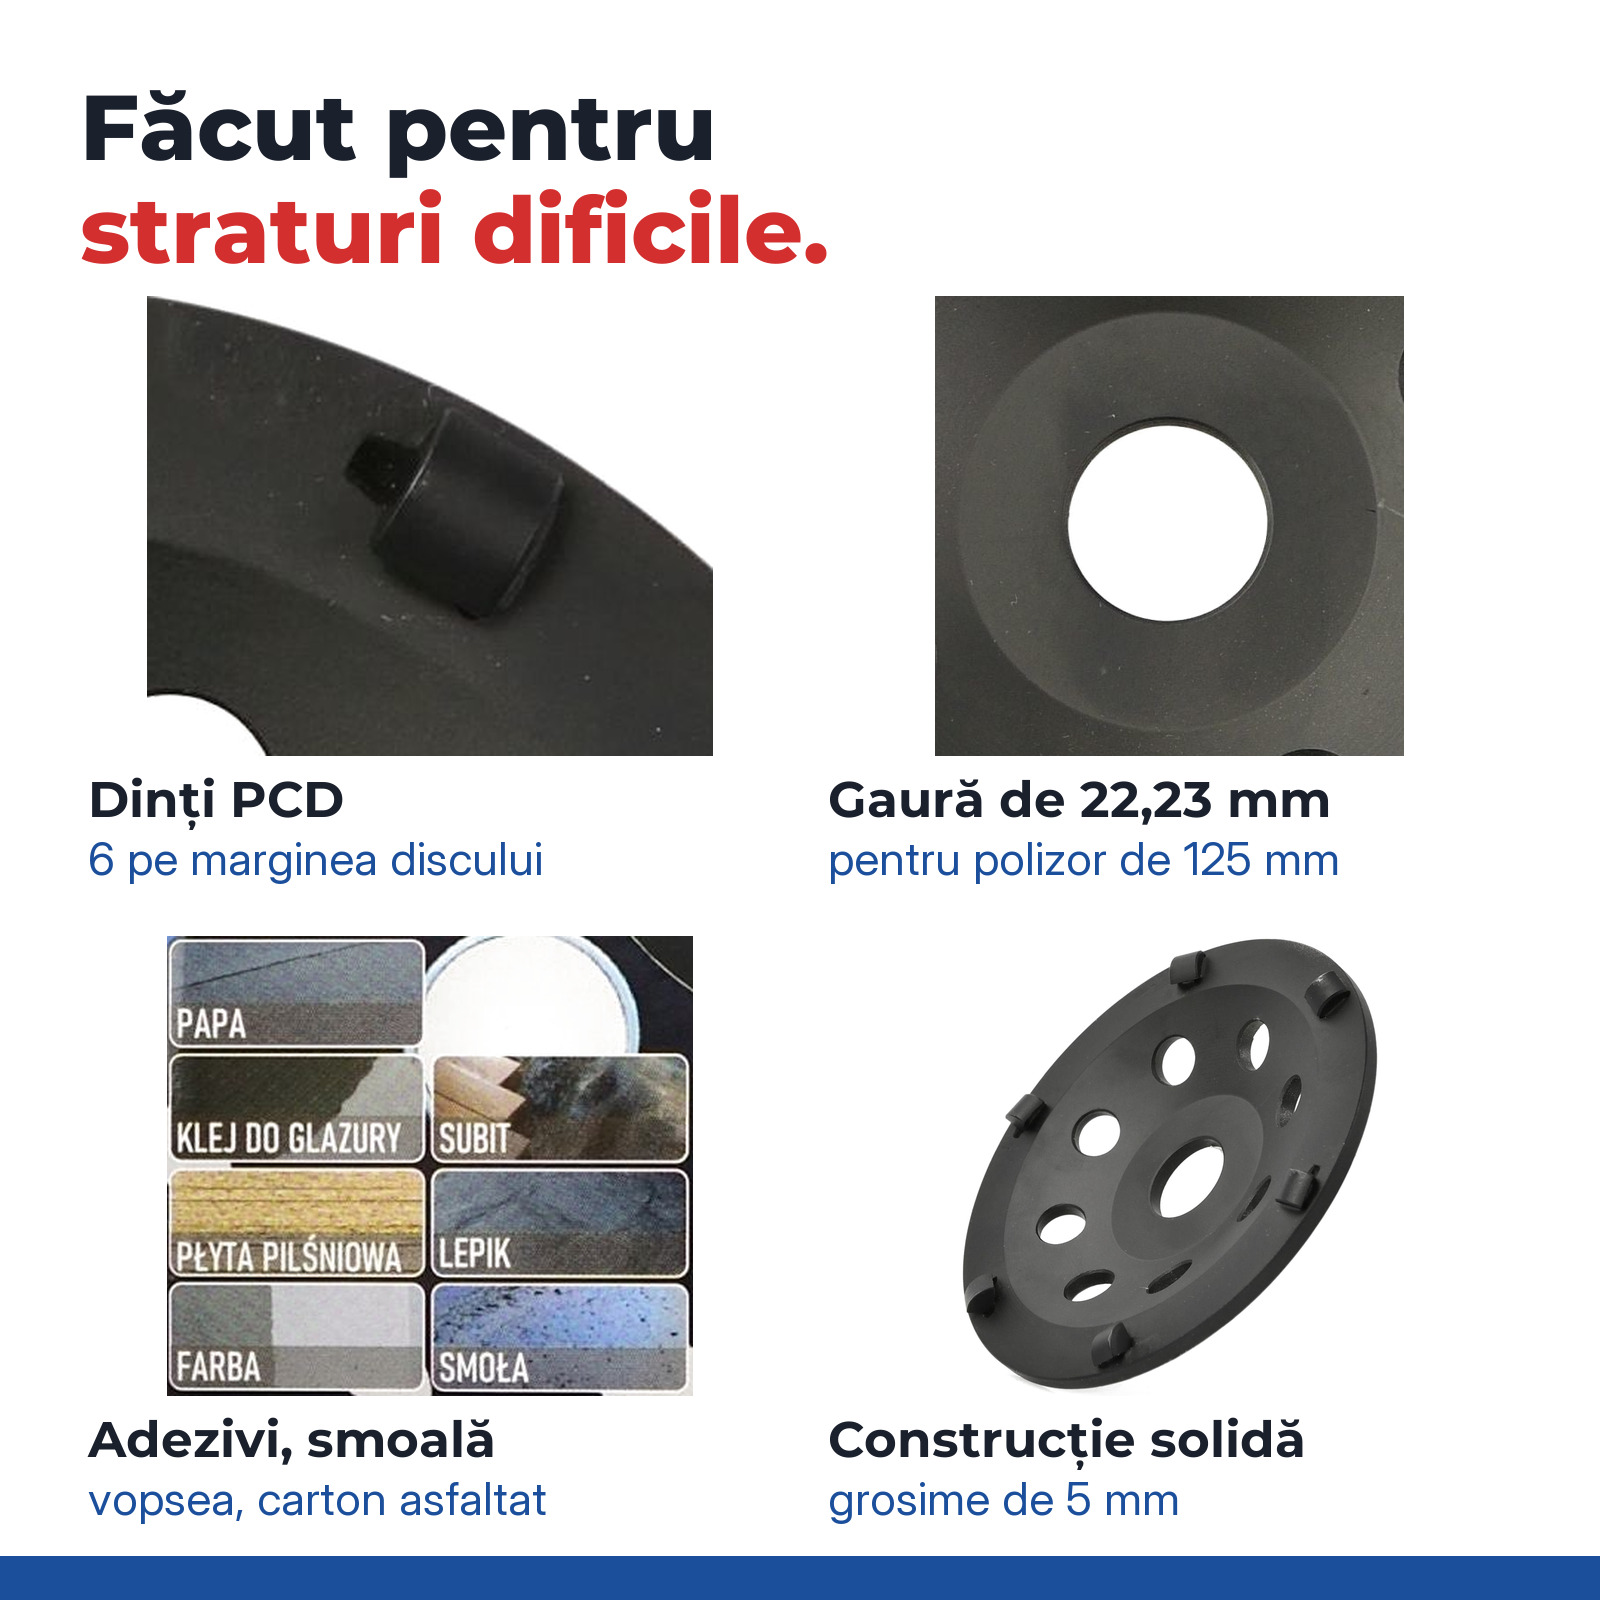 Făcut pentru
straturi dificile.
Dinți PCD
6 pe marginea discului
Gaură de 22,23 mm
pentru polizor de 125 mm
PAPA
KLEJ DO GLAZURY
SUBIT
PŁYTA PILŚNIOWA
LEPIK
FARBA
SMOŁA
Adezivi, smoală
vopsea, carton asfaltat
Construcție solidă
grosime de 5 mm